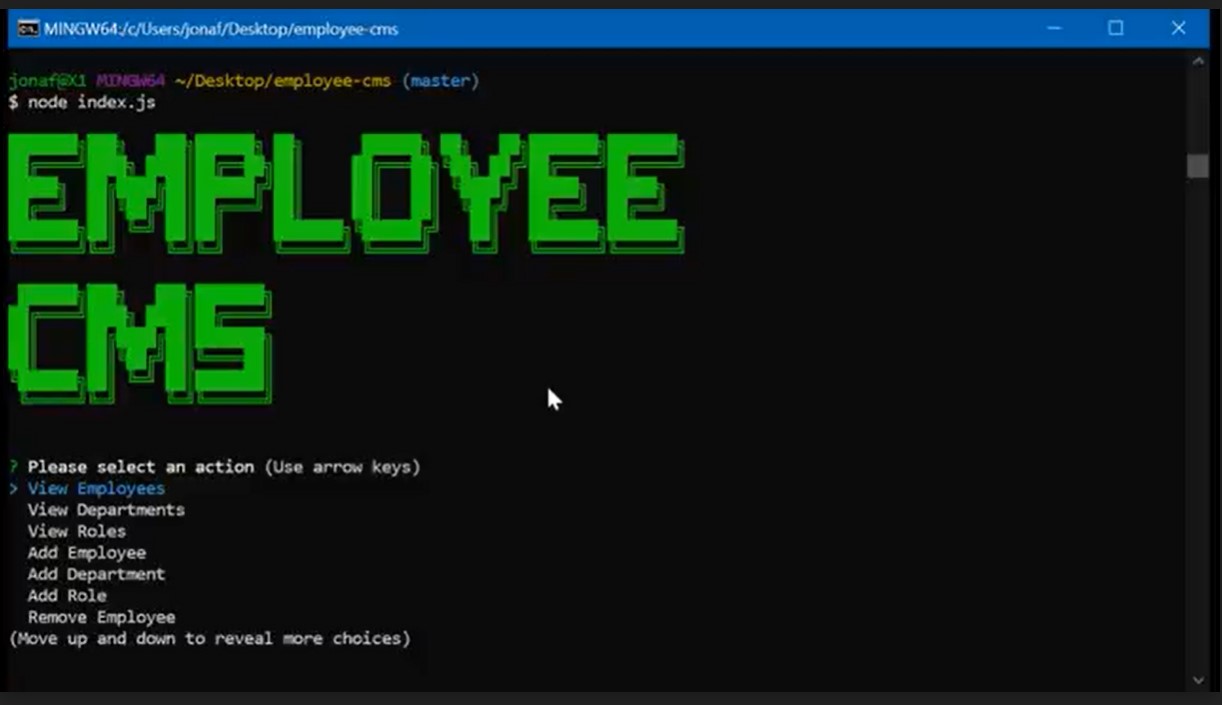 MINGW64:/c/Users/jonaf/Desktop/employee-cms
jonaf@X1 MINGW64 ~/Desktop/employee-cms (master)
$ node index.js
EMPLOYEE
CMS
? Please select an action (Use arrow keys)
> View Employees
View Departments
View Roles
Add Employee
Add Department
Add Role
Remove Employee
(Move up and down to reveal more choices)